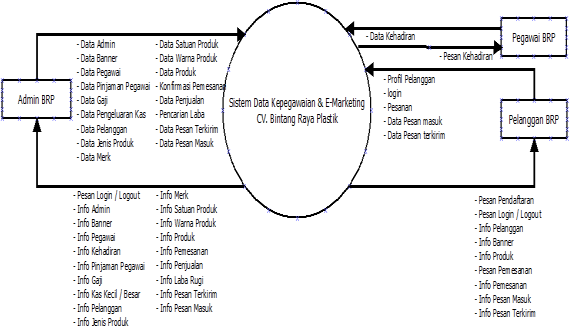 - Data Admin
- Data Banner
- Data Pegawai
- Data Pinjaman Pegawai
- Data Gaji
- Data Pengeluaran Kas
- Data Pelanggan
- Data Jenis Produk
- Data Merk
- Data Satuan Produk
- Data Warna Produk
- Data Produk
- Konfirmasi Pemesanan
- Data Penjualan
- Pencarian Laba
- Data Pesan Terkirim
- Data Pesan Masuk
Admin BRP
Sistem Data Kepegawaian & E-Marketing
CV. Bintang Raya Plastik
- Data Kehadiran
- Pesan Kehadiran
Pegawai BRP
- Profil Pelanggan
- login
- Pesanan
- Data Pesan masuk
- Data Pesan terkirim
Pelanggan BRP
- Pesan Login / Logout
- Info Admin
- Info Banner
- Info Pegawai
- Info Kehadiran
- Info Pinjaman Pegawai
- Info Gaji
- Info Kas Kecil / Besar
- Info Pelanggan
- Info Jenis Produk
- Info Merk
- Info Satuan Produk
- Info Warna Produk
- Info Produk
- Info Pemesanan
- Info Penjualan
- Info Laba Rugi
- Info Pesan Terkirim
- Info Pesan Masuk
- Pesan Pendaftaran
- Pesan Login / Logout
- Info Pelanggan
- Info Banner
- Info Produk
- Pesan Pemesanan
- Info Pemesanan
- Info Pesan Masuk
- Info Pesan Terkirim